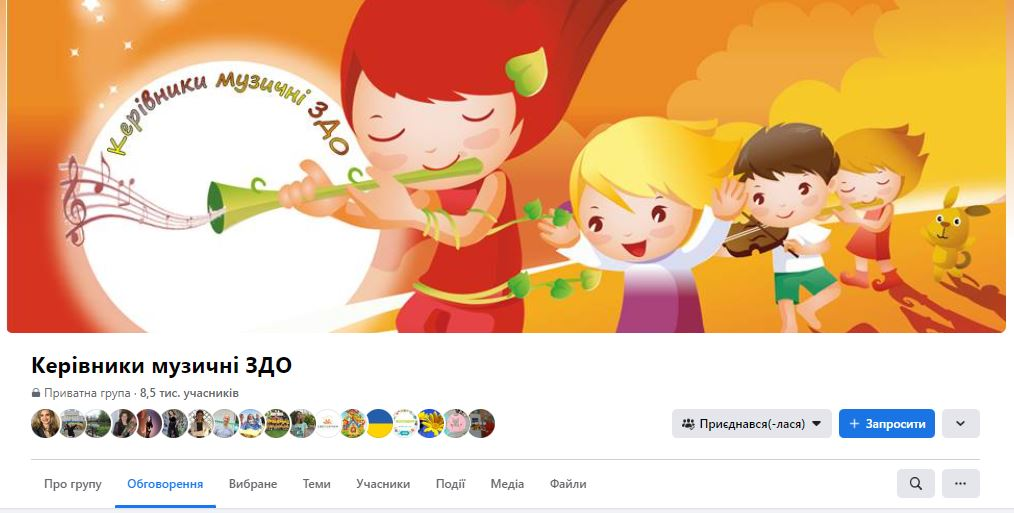 Керівники музичні ЗДО
Керівники музичні ЗДО
Приватна група · 8,5 тис. учасників
Приєднався(-лася)
+ Запросити
Про групу Обговорення Вибране Теми Учасники Події Медіа Файли